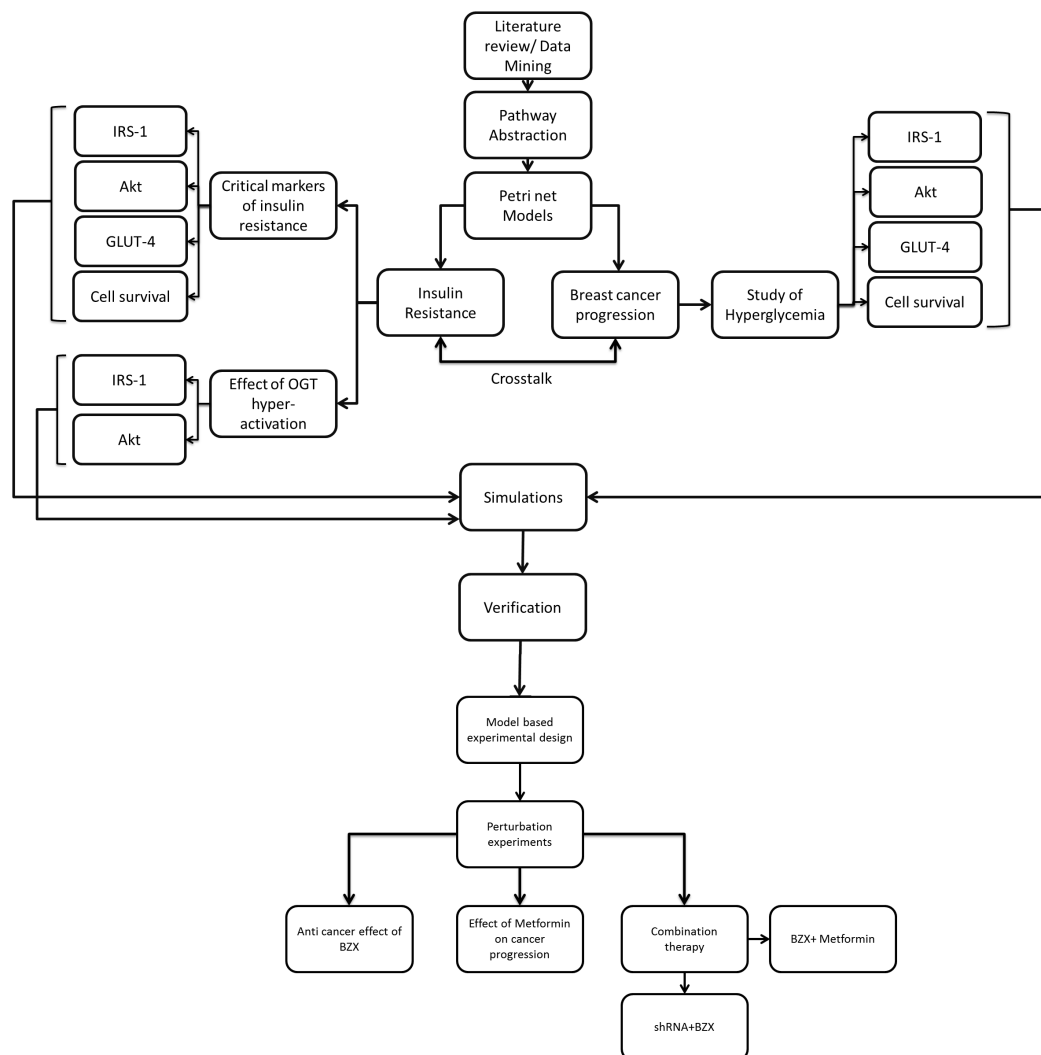 Literature
review/ Data
Mining
Pathway
Abstraction
Petri net
Models
IRS-1
Akt
GLUT-4
Cell survival
Critical markers
of insulin
resistance
IRS-1
Akt
GLUT-4
Cell survival
Insulin
Resistance
Breast cancer
progression
Study of
Hyperglycemia
Crosstalk
IRS-1
Akt
Effect of OGT
hyper-
activation
Simulations
Verification
Model based
experimental design
Perturbation
experiments
Anti cancer effect of
BZX
Effect of Metformin
on cancer
progression
Combination
therapy
BZX+ Metformin
shRNA+BZX